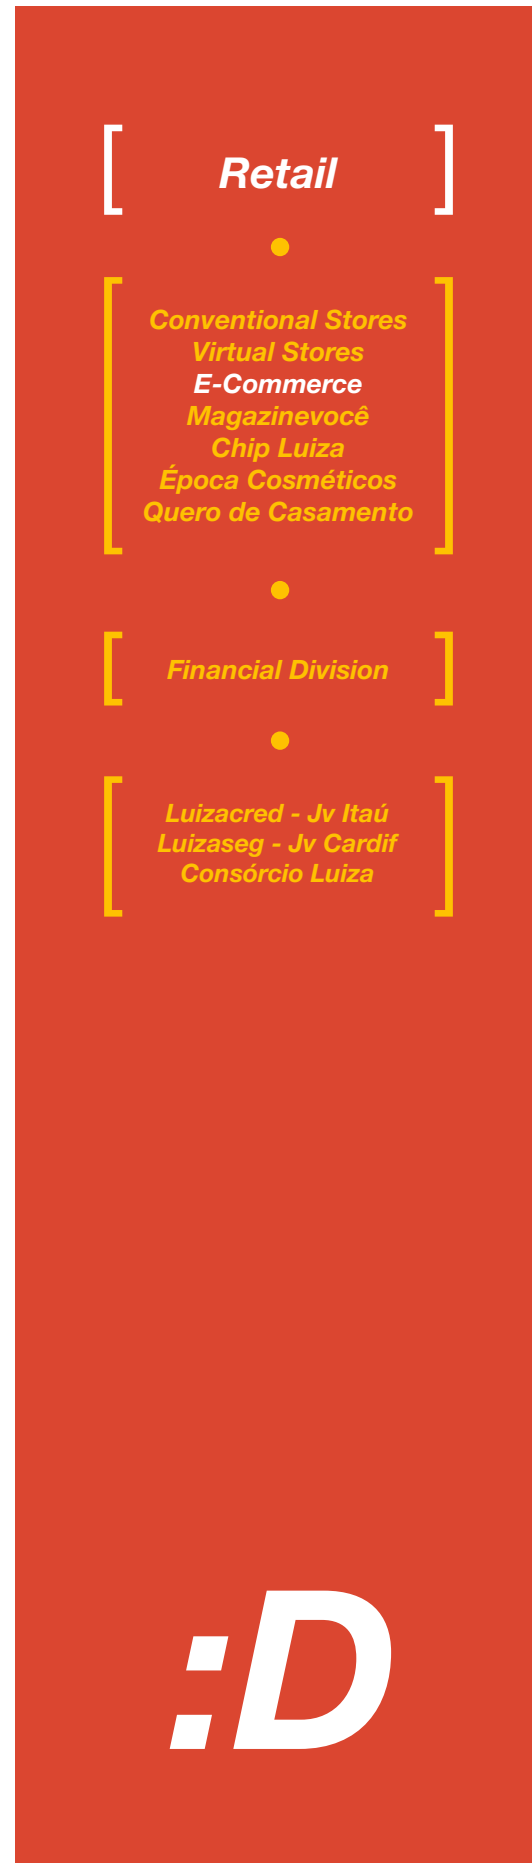 Retail
Conventional Stores
Virtual Stores
E-Commerce
Magazinevocê
Chip Luiza
Época Cosméticos
Quero de Casamento
Financial Division
Luizacred - Jv Itaú
Luizaseg - Jv Cardif
Consórcio Luiza
:D